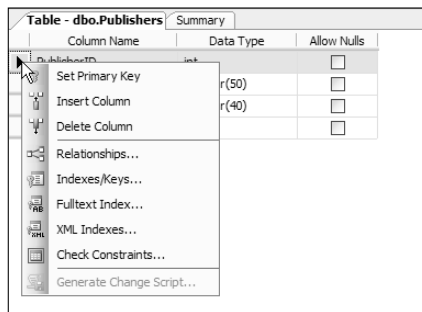 Table - dbo.Publishers Summary
Column Name Data Type Allow Nulls
PublisherID int
Set Primary Key
r(50)
Insert Column
r(40)
Delete Column
Relationships...
Indexes/Keys...
Fulltext Index...
XML Indexes...
Check Constraints...
Generate Change Script...